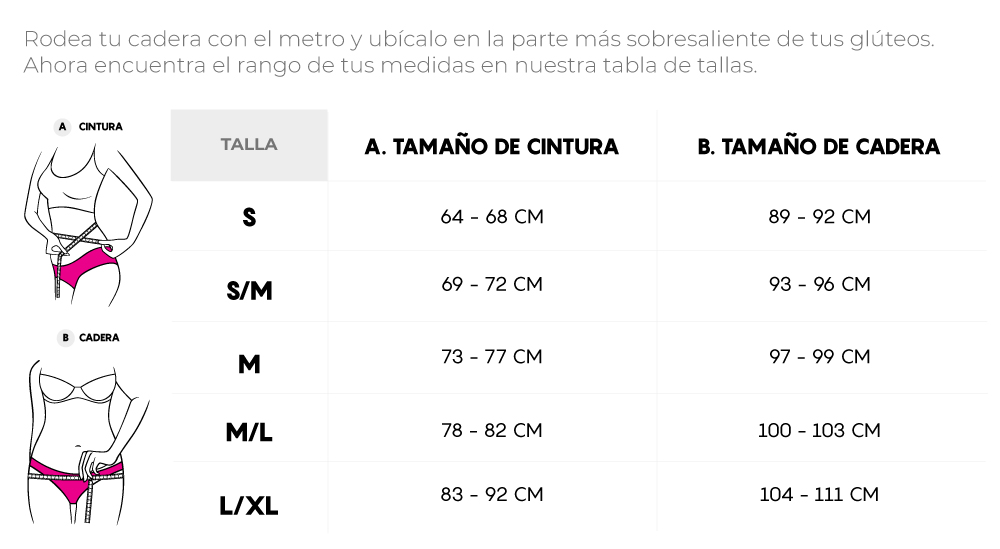 Rodea tu cadera con el metro y ubícalo en la parte más sobresaliente de tus glúteos.
Ahora encuentra el rango de tus medidas en nuestra tabla de tallas.
A CINTURA
TALLA A. TAMAÑO DE CINTURA B. TAMAÑO DE CADERA
S 64 - 68 CM 89 - 92 CM
S/M 69 - 72 CM 93 - 96 CM
B CADERA
M 73 - 77 CM 97 - 99 CM
M/L 78 - 82 CM 100 - 103 CM
L/XL 83 - 92 CM 104 - 111 CM